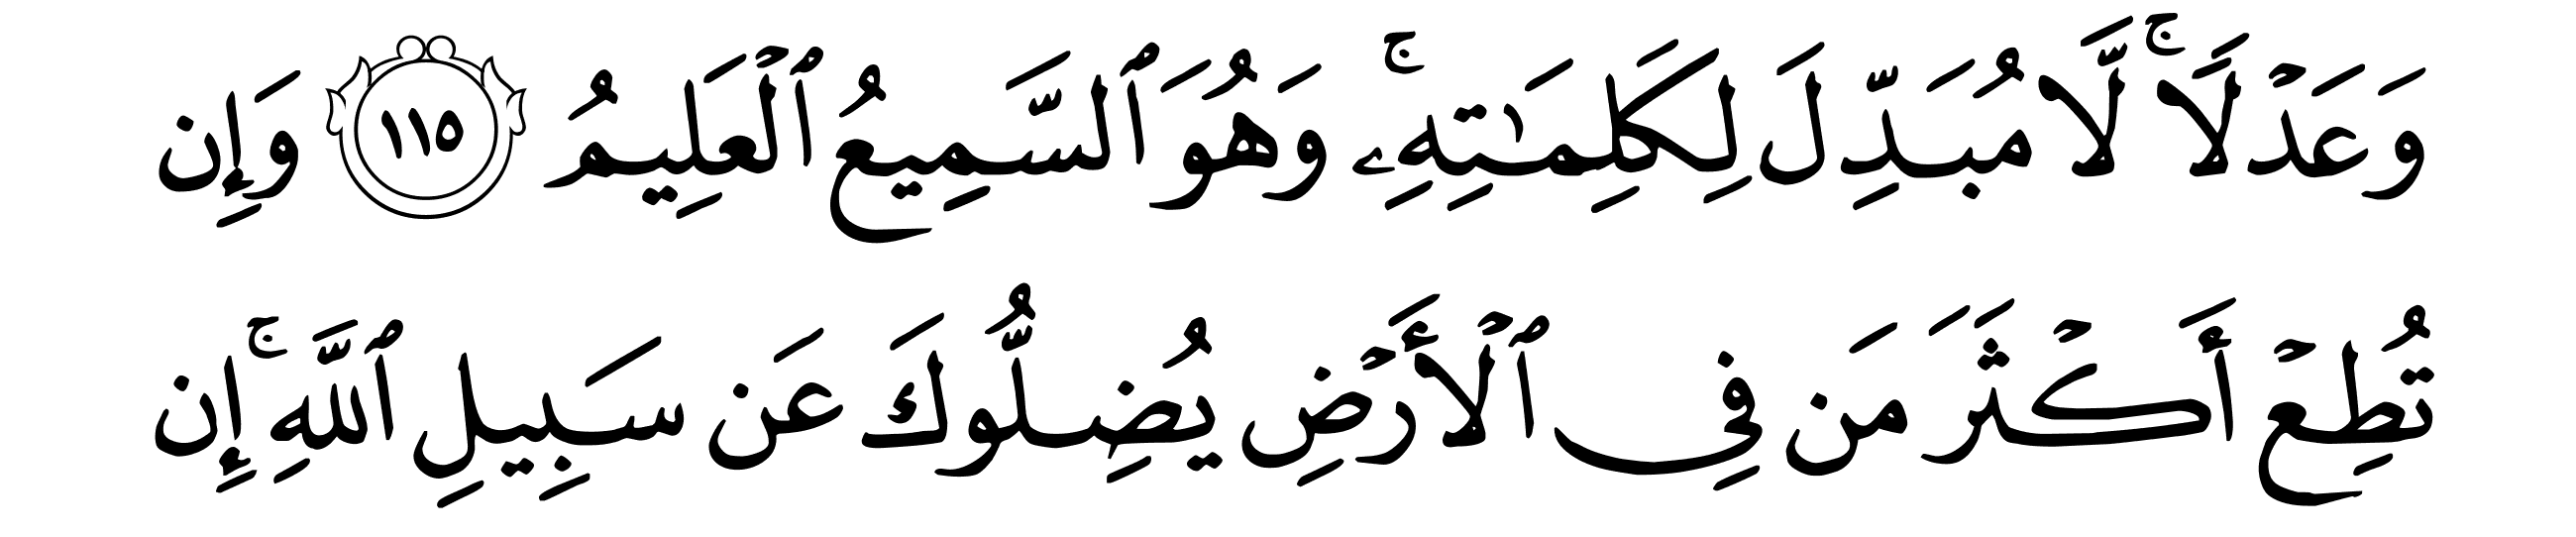 وَعَدۡلٗاۚ لَّا مُبَدِّلَ لِكَلِمَٰتِهِۦۚ وَهُوَ ٱلسَّمِيعُ ٱلۡعَلِيمُ ١١٥ وَإِن
تُطِعۡ أَكۡثَرَ مَن فِي ٱلۡأَرۡضِ يُضِلُّوكَ عَن سَبِيلِ ٱللَّهِۚ إِن